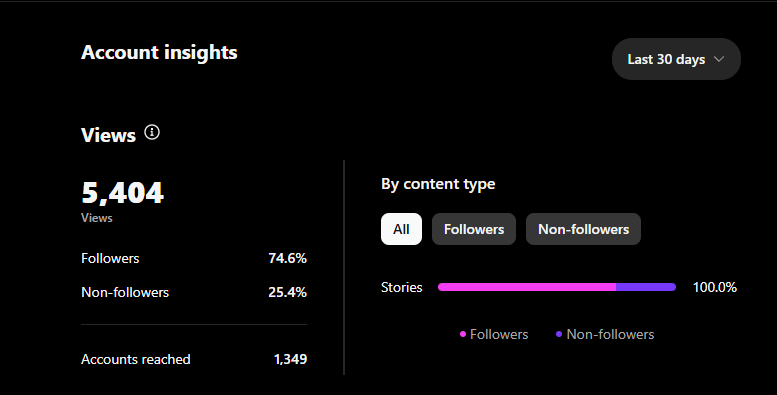 Account insights
Last 30 days
Views
5,404
Views
Followers 74.6%
Non-followers 25.4%
Accounts reached 1,349
By content type
All Followers Non-followers
Stories 100.0%
Followers Non-followers